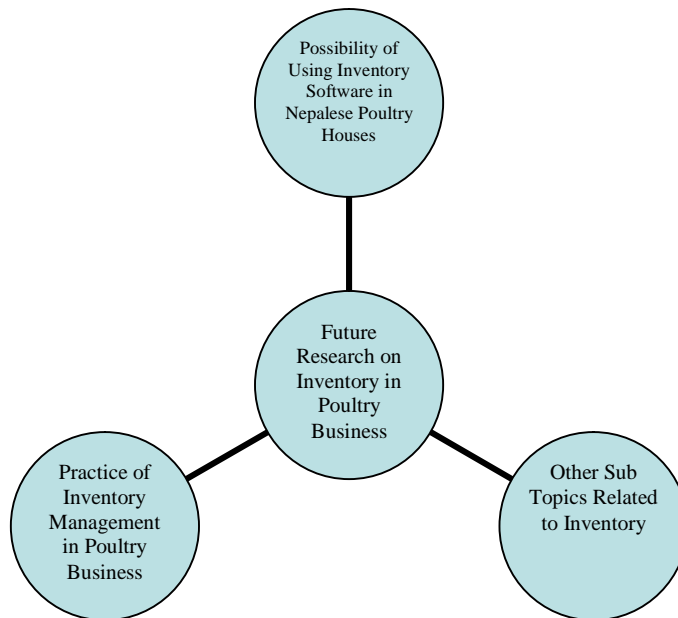 Possibility of
Using Inventory
Software in
Nepalese Poultry
Houses
Future
Research on
Inventory in
Poultry
Business
Practice of
Inventory
Management
in Poultry
Business
Other Sub
Topics Related
to Inventory